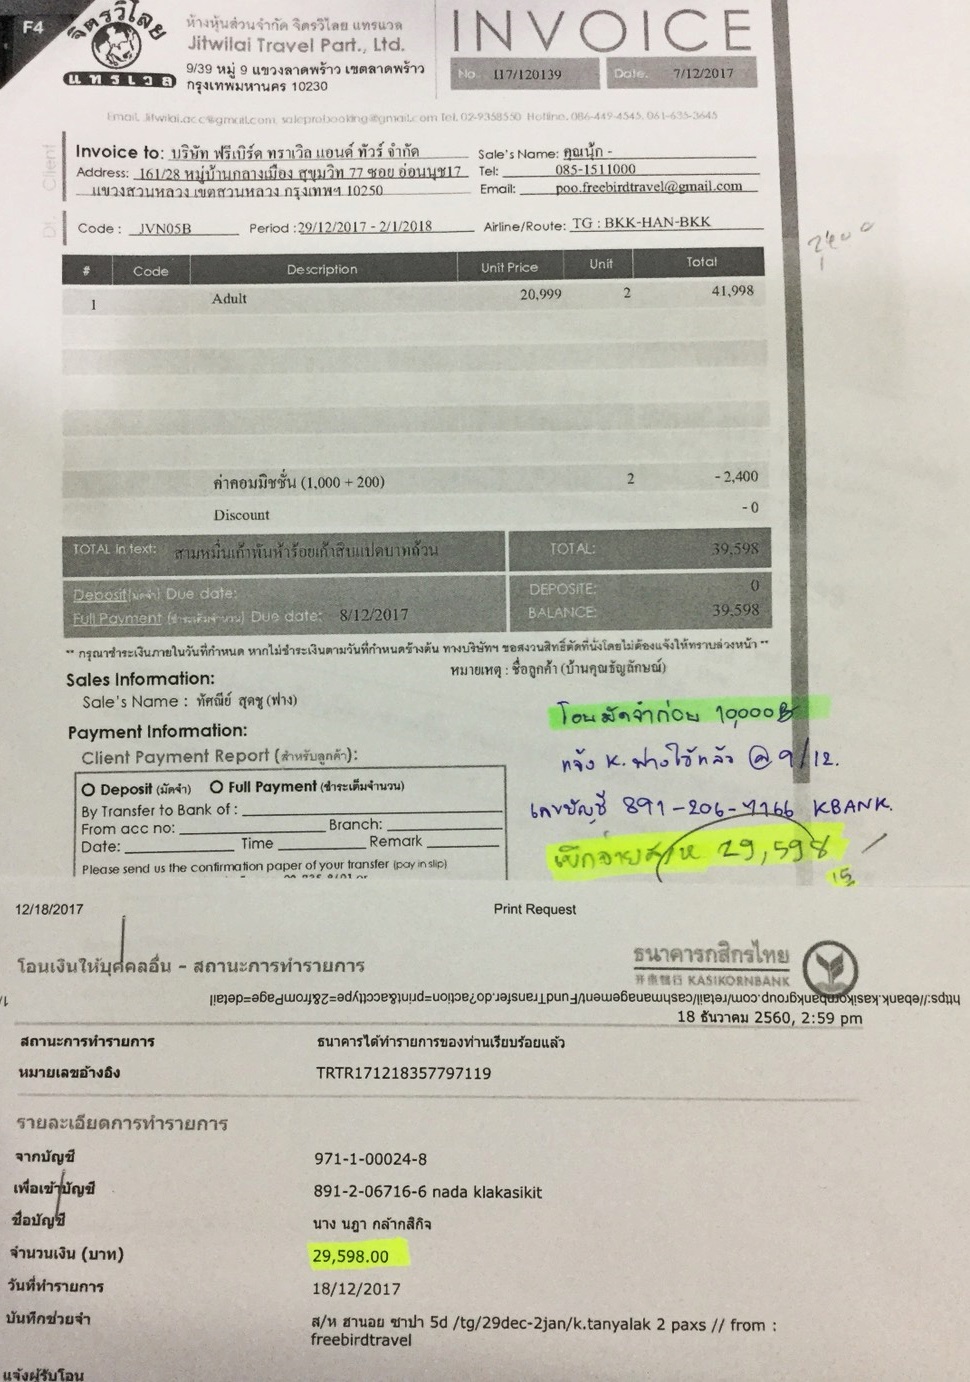 F4
จิตรวิไลย
แทรเวล
ห้างหุ้นส่วนจำกัด จิตรวิไลย แทรเวล
Jitwilai Travel Part., Ltd.
9/39 หมู่ 9 แขวงลาดพร้าว เขตลาดพร้าว
กรุงเทพมหานคร 10230
INVOICE
No. I17/120139 Date. 7/12/2017
Email. Jitwilai.acc@gmail.com, saleprobooking@gmail.com Tel. 02-9358550 Hotline. 086-449-4545, 061-635-3645
Client
Invoice to: บริษัท ฟรีเบิร์ด ทราเวิล แอนด์ ทัวร์ จำกัด
Address: 161/28 หมู่บ้านกลางเมือง สุขุมวิท 77 ซอย อ่อนนุช17
แขวงสวนหลวง เขตสวนหลวง กรุงเทพฯ 10250
Sale's Name: คุณนุ้ก -
Tel: 085-1511000
Email: poo.freebirdtravel@gmail.com
Code : JVN05B Period : 29/12/2017 - 2/1/2018 Airline/Route: TG : BKK-HAN-BKK
2400
# Code Description Unit Price Unit Total
1 Adult 20,999 2 41,998
ค่าคอมมิชชั่น (1,000 + 200) 2 - 2,400
Discount - 0
TOTAL In text: สามหมื่นเก้าพันห้าร้อยเก้าสิบแปดบาทถ้วน TOTAL: 39,598
Deposit(มัดจำ) Due date: DEPOSITE: 0
Full Payment (ชำระเต็มจำนวน) Due date: 8/12/2017 BALANCE: 39,598
** กรุณาชำระเงินภายในวันที่กำหนด หากไม่ชำระเงินตามวันที่กำหนดข้างต้น ทางบริษัทฯ ขอสงวนสิทธิ์ตัดที่นั่งโดยไม่ต้องแจ้งให้ทราบล่วงหน้า **
Sales Information:
หมายเหตุ : ชื่อลูกค้า (บ้านคุณธัญลักษณ์)
Sale's Name : ทัศณีย์ สุดชู (ฟาง)
โอนมัดจำก่อน 10,000฿
Payment Information:
Client Payment Report (สำหรับลูกค้า):
แจ้ง K. ฟางใช้แล้ว @ 9/12.
Deposit (มัดจำ) Full Payment (ชำระเต็มจำนวน)
By Transfer to Bank of :
เลขบัญชี 891-206-7166 KBANK.
From acc no: Branch:
Date: Time Remark
เบิกจ่ายส/ห 29,598
Please send us the confirmation paper of your transfer (pay in slip)
15
12/18/2017 Print Request
โอนเงินให้บุคคลอื่น - สถานะการทำรายการ
ธนาคารกสิกรไทย
开泰银行 KASIKORNBANK
https://ebank.kasikornbankgroup.com/retail/cashmanagement/FundTransfer.do?action=print&acctype=2&fromPage=detail 1/
18 ธันวาคม 2560, 2:59 pm
สถานะการทำรายการ ธนาคารได้ทำรายการของท่านเรียบร้อยแล้ว
หมายเลขอ้างอิง TRTR171218357797119
รายละเอียดการทำรายการ
จากบัญชี 971-1-00024-8
เพื่อเข้าบัญชี 891-2-06716-6 nada klakasikit
ชื่อบัญชี นาง นฎา กล้ากสิกิจ
จำนวนเงิน (บาท) 29,598.00
วันที่ทำรายการ 18/12/2017
บันทึกช่วยจำ ส/ห ฮานอย ซาปา 5d /tg/29dec-2jan/k.tanyalak 2 paxs // from :
freebirdtravel
แจ้งผู้รับโอน